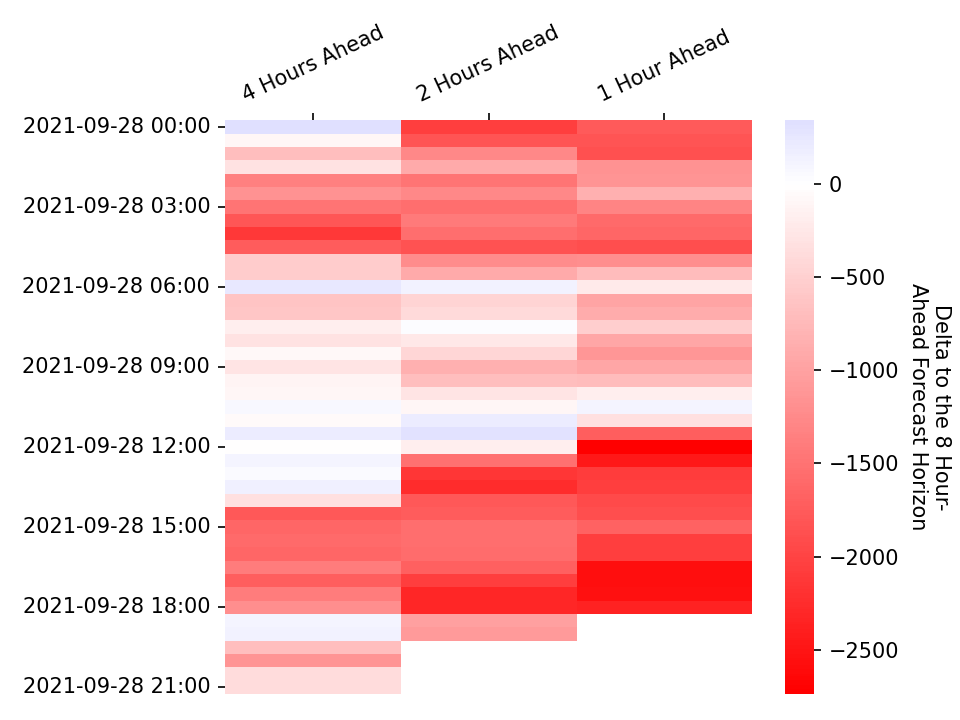 4 Hours Ahead
2 Hours Ahead
1 Hour Ahead
2021-09-28 00:00
2021-09-28 03:00
2021-09-28 06:00
2021-09-28 09:00
2021-09-28 12:00
2021-09-28 15:00
2021-09-28 18:00
2021-09-28 21:00
0
−500
−1000
−1500
−2000
−2500
Delta to the 8 Hour-
Ahead Forecast Horizon